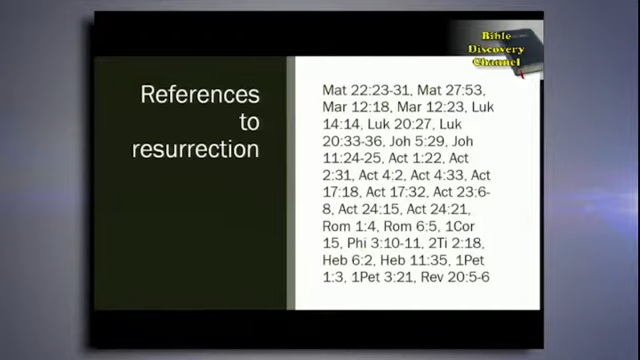 Bible
Discovery
Channel
References
to
resurrection
Mat 22:23-31, Mat 27:53,
Mar 12:18, Mar 12:23, Luk
14:14, Luk 20:27, Luk
20:33-36, Joh 5:29, Joh
11:24-25, Act 1:22, Act
2:31, Act 4:2, Act 4:33, Act
17:18, Act 17:32, Act 23:6-
8, Act 24:15, Act 24:21,
Rom 1:4, Rom 6:5, 1Cor
15, Phi 3:10-11, 2Ti 2:18,
Heb 6:2, Heb 11:35, 1Pet
1:3, 1Pet 3:21, Rev 20:5-6